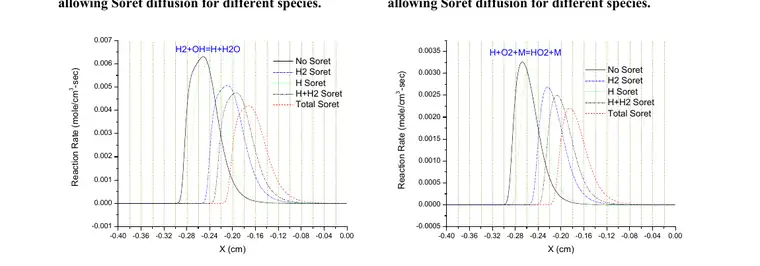 allowing Soret diffusion for different species.
allowing Soret diffusion for different species.
H2+OH=H+H2O
No Soret
H2 Soret
H Soret
H+H2 Soret
Total Soret
Reaction Rate (mole/cm³-sec)
0.007
0.006
0.005
0.004
0.003
0.002
0.001
0.000
-0.001
-0.40 -0.36 -0.32 -0.28 -0.24 -0.20 -0.16 -0.12 -0.08 -0.04 0.00
X (cm)
H+O2+M=HO2+M
No Soret
H2 Soret
H Soret
H+H2 Soret
Total Soret
Reaction Rate (mole/cm³-sec)
0.0035
0.0030
0.0025
0.0020
0.0015
0.0010
0.0005
0.0000
-0.0005
-0.40 -0.36 -0.32 -0.28 -0.24 -0.20 -0.16 -0.12 -0.08 -0.04 0.00
X (cm)